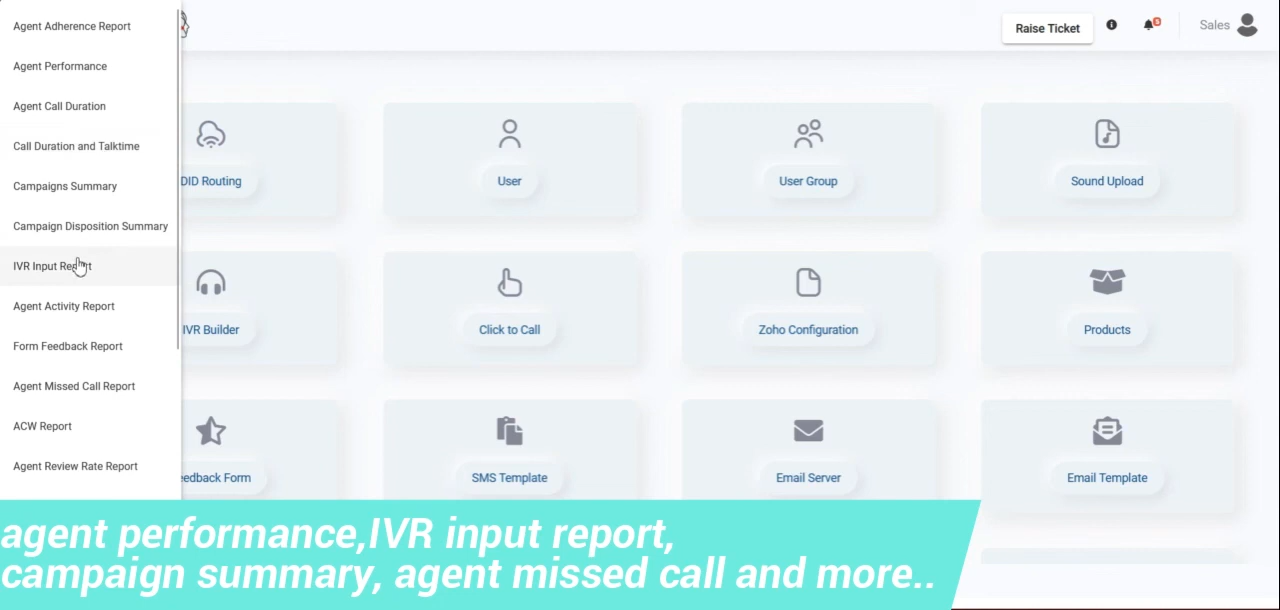 Agent Adherence Report
Agent Performance
Agent Call Duration
Call Duration and Talktime
Campaigns Summary
Campaign Disposition Summary
IVR Input Report
Agent Activity Report
Form Feedback Report
Agent Missed Call Report
ACW Report
Agent Review Rate Report
Raise Ticket
Sales
DID Routing
User
User Group
Sound Upload
IVR Builder
Click to Call
Zoho Configuration
Products
eedback Form
SMS Template
Email Server
Email Template
agent performance,IVR input report,
campaign summary, agent missed call and more..